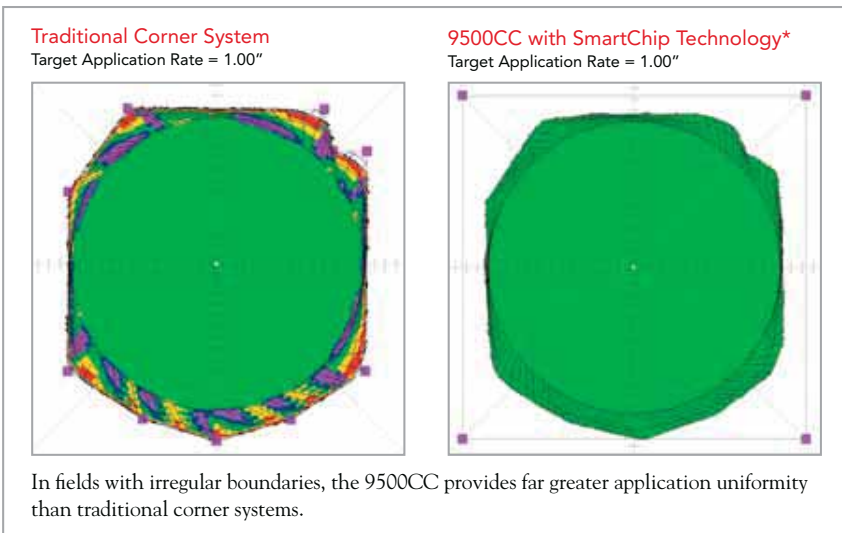 Traditional Corner System
Target Application Rate = 1.00”
9500CC with SmartChip Technology*
Target Application Rate = 1.00”
In fields with irregular boundaries, the 9500CC provides far greater application uniformity
than traditional corner systems.